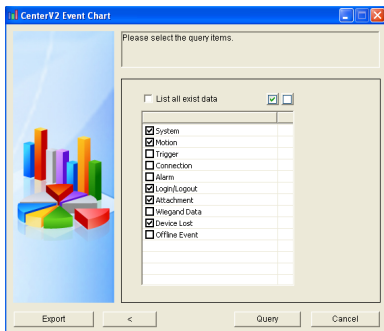 CenterV2 Event Chart
Please select the query items.
List all exist data
System
Motion
Trigger
Connection
Alarm
Login/Logout
Attachment
Wiegand Data
Device Lost
Offline Event
Export
<
Query
Cancel